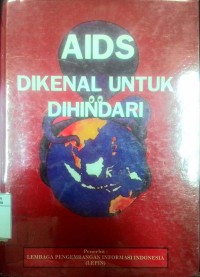 AIDS
DIKENAL UNTUK
DIHINDARI
Penerbit :
LEMBAGA PENGEMBANGAN INFORMASI INDONESIA
(LEPIN)